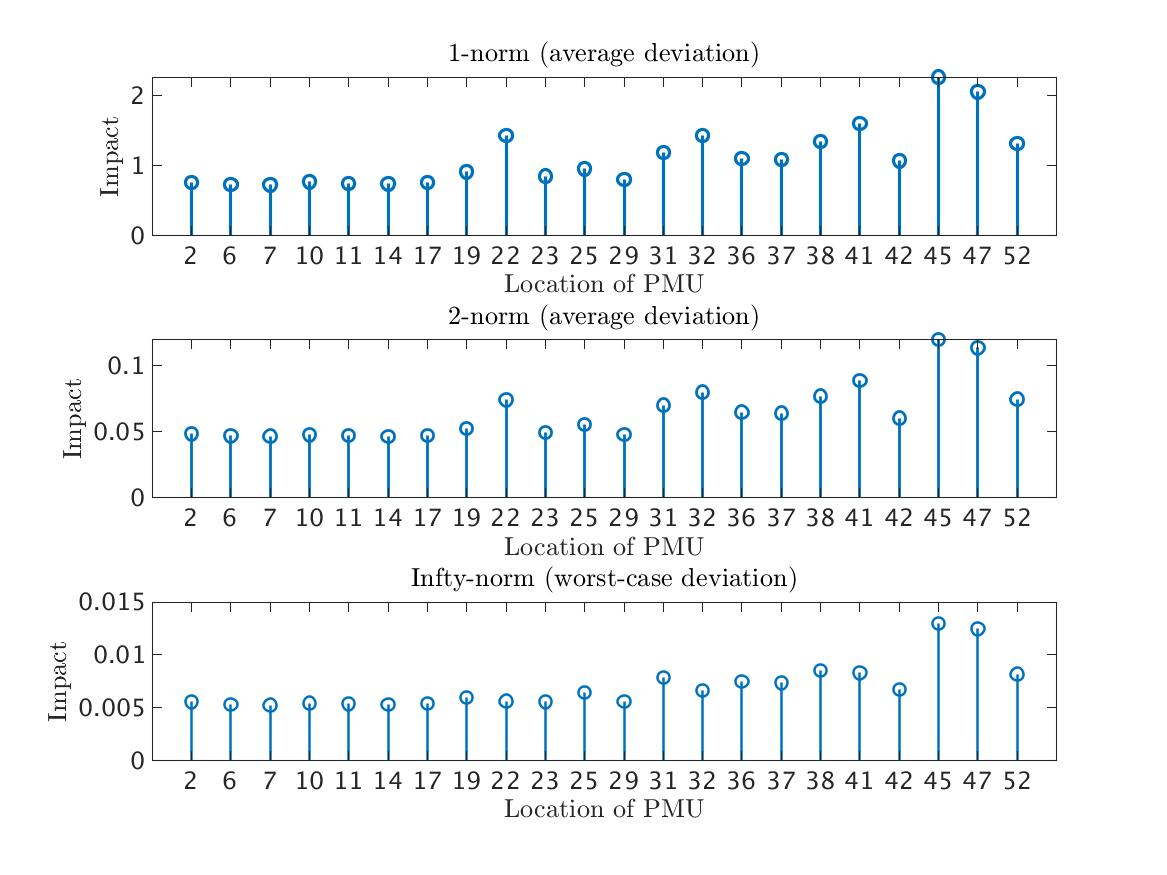 1-norm (average deviation)
2
1
0
Impact
2 6 7 10 11 14 17 19 22 23 25 29 31 32 36 37 38 41 42 45 47 52
Location of PMU
2-norm (average deviation)
0.1
0.05
0
Impact
2 6 7 10 11 14 17 19 22 23 25 29 31 32 36 37 38 41 42 45 47 52
Location of PMU
Infty-norm (worst-case deviation)
0.015
0.01
0.005
0
Impact
2 6 7 10 11 14 17 19 22 23 25 29 31 32 36 37 38 41 42 45 47 52
Location of PMU